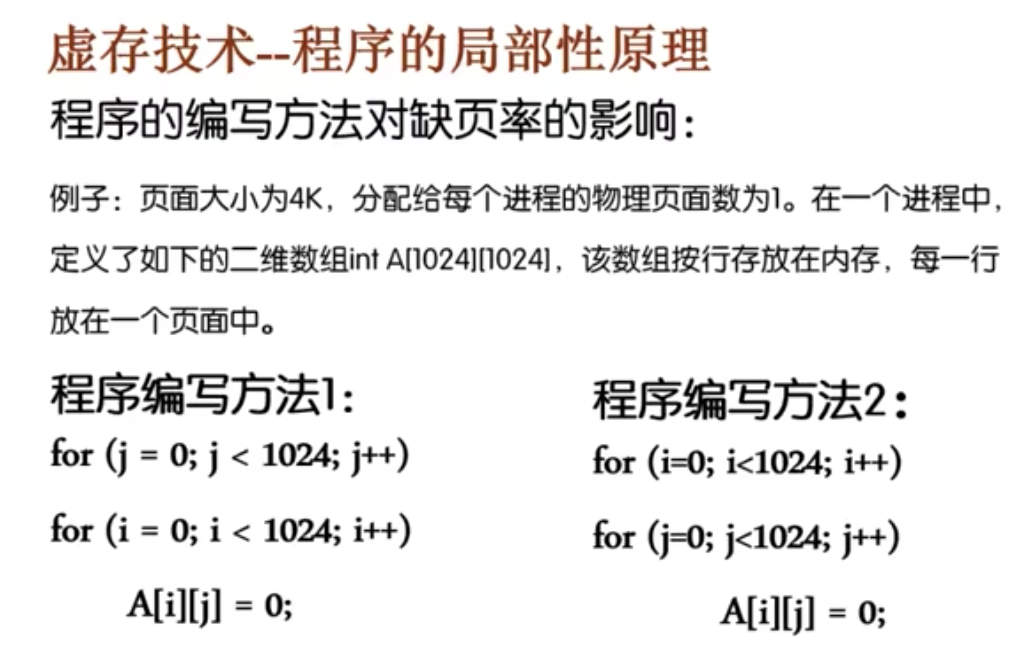 虚存技术--程序的局部性原理
程序的编写方法对缺页率的影响：
例子：页面大小为4K，分配给每个进程的物理页面数为1。在一个进程中，
定义了如下的二维数组int A[1024][1024]，该数组按行存放在内存，每一行
放在一个页面中。
程序编写方法1：
for (j = 0; j < 1024; j++)
for (i = 0; i < 1024; i++)
A[i][j] = 0;
程序编写方法2：
for (i=0; i<1024; i++)
for (j=0; j<1024; j++)
A[i][j] = 0;